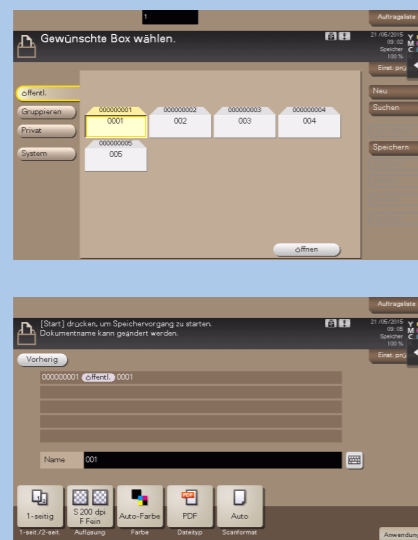 1
Auftragsliste
Gewünschte Box wählen.
21 /05/2015
09:02
Speicher
100 %
Y
M
C
Einst. prü
öffentl.
Gruppieren
Privat
System
000000001
0001
000000002
002
000000003
003
000000004
004
000000005
005
Neu
Suchen
Speichern
öffnen
Auftragsliste
[Start] drücken, um Speichervorgang zu starten.
Dokumentname kann geändert werden.
21 /05/2015
09:05
Speicher
100 %
Y
M
C
Einst. prü
Vorherig
000000001 öffentl. 0001
Name 001
1-seitig
S 200 dpi
F Fein
Auto-Farbe
PDF
PDF
Auto
1-seit./2-seit.
Auflösung
Farbe
Dateityp
Scanformat
Anwendung